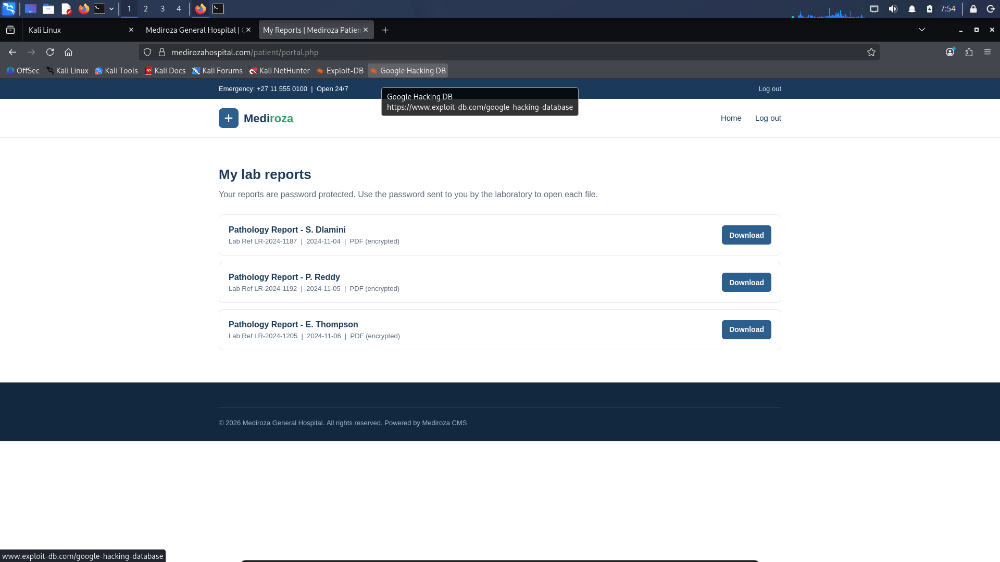 1 2 3 4 7:54
Kali Linux Mediroza General Hospital | My Reports | Mediroza Patien
medirozahospital.com/patient/portal.php
OffSec Kali Linux Kali Tools Kali Docs Kali Forums Kali NetHunter Exploit-DB Google Hacking DB
Emergency: +27 11 555 0100 | Open 24/7 Log out
Google Hacking DB
https://www.exploit-db.com/google-hacking-database
Mediroza Home Log out
My lab reports
Your reports are password protected. Use the password sent to you by the laboratory to open each file.
Pathology Report - S. Dlamini
Lab Ref LR-2024-1187 | 2024-11-04 | PDF (encrypted)
Download
Pathology Report - P. Reddy
Lab Ref LR-2024-1192 | 2024-11-05 | PDF (encrypted)
Download
Pathology Report - E. Thompson
Lab Ref LR-2024-1205 | 2024-11-06 | PDF (encrypted)
Download
© 2026 Mediroza General Hospital. All rights reserved. Powered by Mediroza CMS
www.exploit-db.com/google-hacking-database